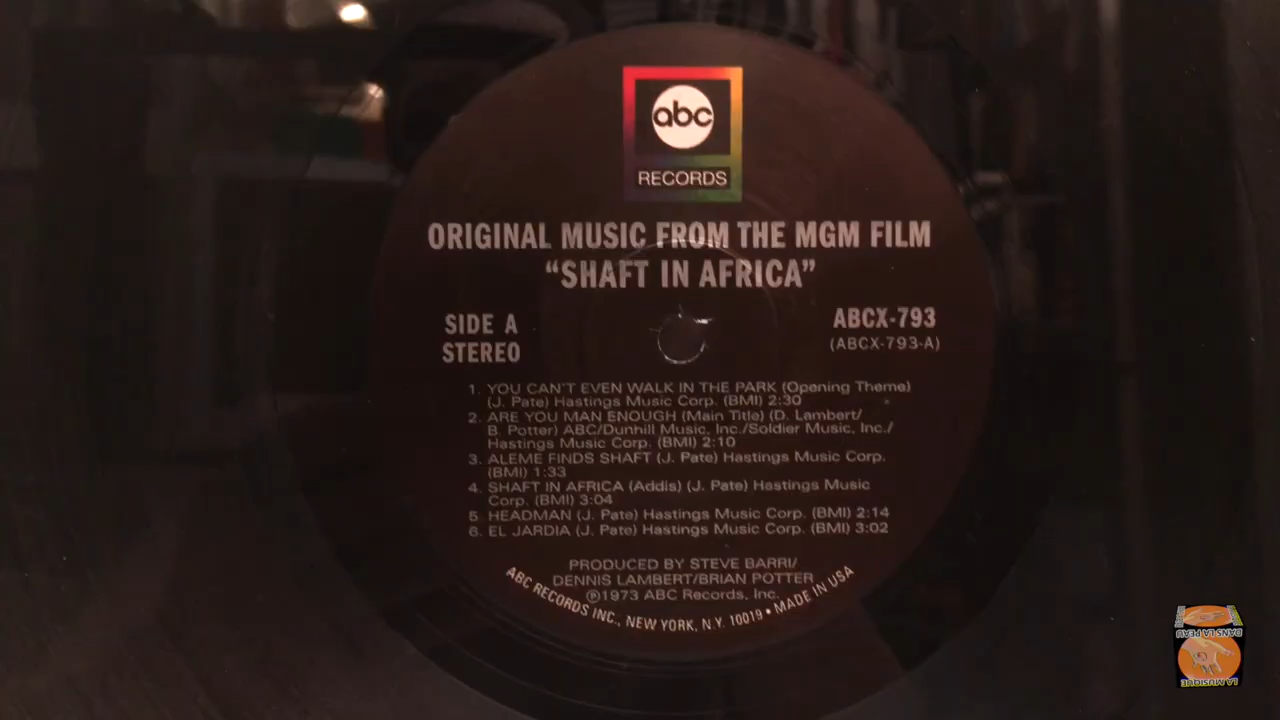 abc
RECORDS
ORIGINAL MUSIC FROM THE MGM FILM
“SHAFT IN AFRICA”
SIDE A
STEREO
ABCX-793
(ABCX-793-A)
1. YOU CAN'T EVEN WALK IN THE PARK (Opening Theme)
(J. Pate) Hastings Music Corp. (BMI) 2:30
2. ARE YOU MAN ENOUGH (Main Title) (D. Lambert/
B. Potter) ABC/Dunhill Music, Inc./Soldier Music, Inc./
Hastings Music Corp. (BMI) 2:10
3. ALEME FINDS SHAFT (J. Pate) Hastings Music Corp.
(BMI) 1:33
4. SHAFT IN AFRICA (Addis) (J. Pate) Hastings Music
Corp. (BMI) 3:04
5. HEADMAN (J. Pate) Hastings Music Corp. (BMI) 2:14
6. EL JARDIA (J. Pate) Hastings Music Corp. (BMI) 3:02
PRODUCED BY STEVE BARRI/
DENNIS LAMBERT/BRIAN POTTER
℗1973 ABC Records, Inc.
ABC RECORDS INC., NEW YORK, N.Y. 10019 • MADE IN USA
DANS LA PEAU
LA MUSIQUE